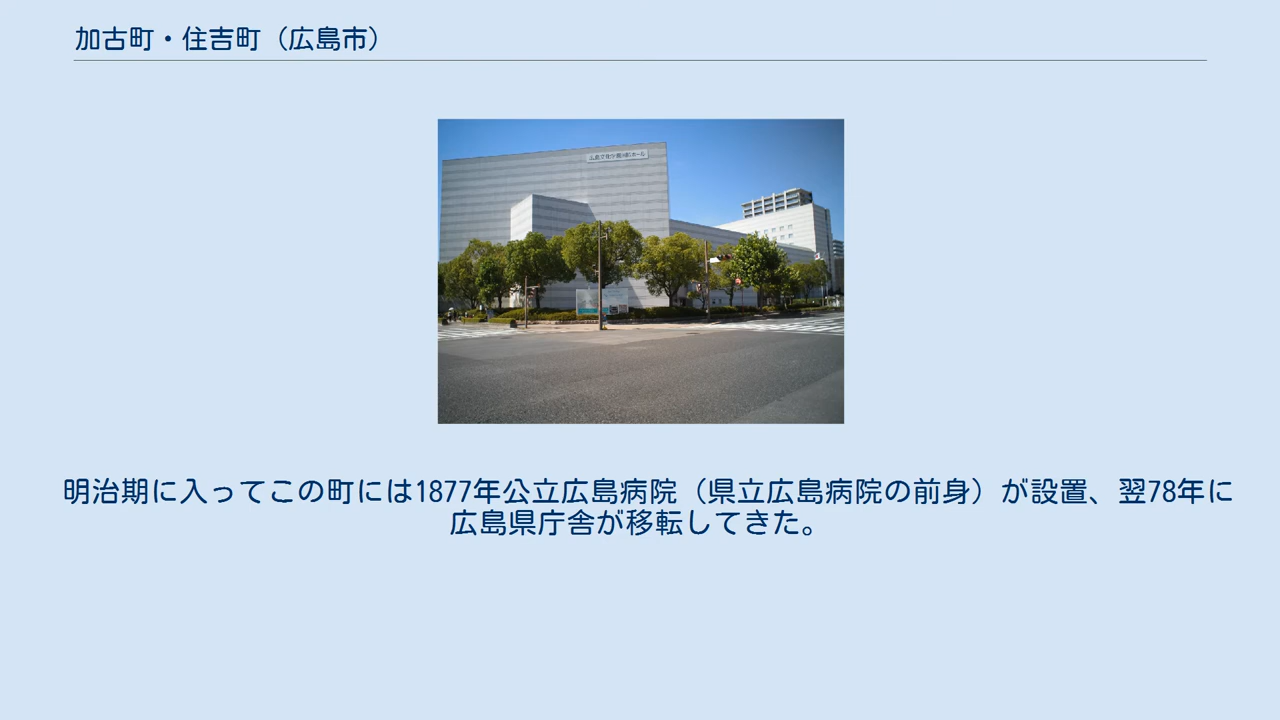 加古町・住吉町（広島市）
明治期に入ってこの町には1877年公立広島病院（県立広島病院の前身）が設置、翌78年に
広島県庁舎が移転してきた。